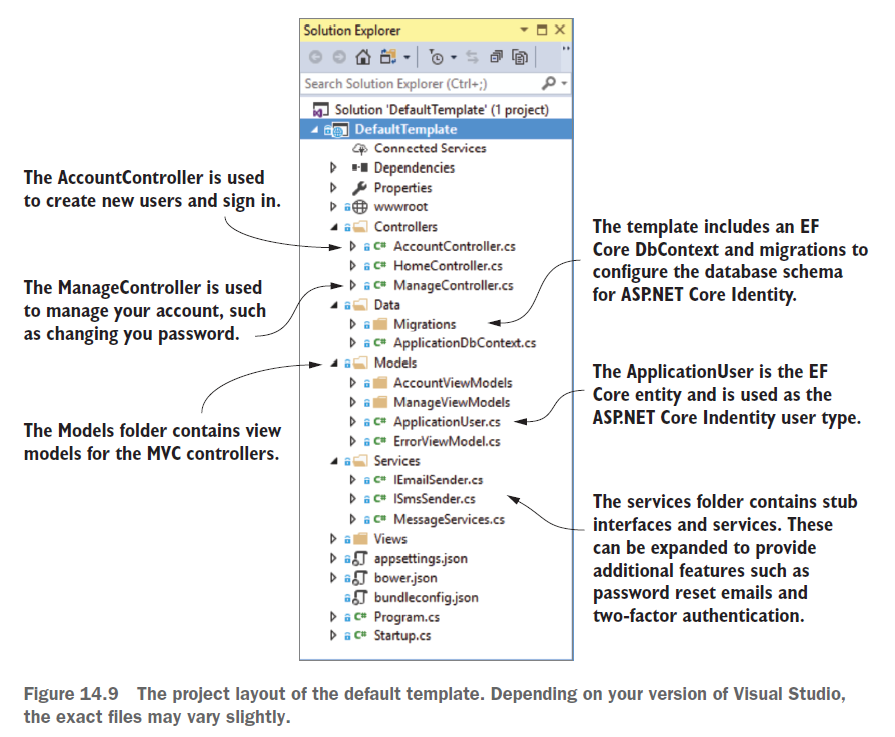 Solution Explorer
Search Solution Explorer (Ctrl+;)
Solution 'DefaultTemplate' (1 project)
DefaultTemplate
Connected Services
Dependencies
Properties
wwwroot
Controllers
C# AccountController.cs
C# HomeController.cs
C# ManageController.cs
Data
Migrations
C# ApplicationDbContext.cs
Models
AccountViewModels
ManageViewModels
C# ApplicationUser.cs
C# ErrorViewModel.cs
Services
C# IEmailSender.cs
C# ISmsSender.cs
C# MessageServices.cs
Views
appsettings.json
bower.json
bundleconfig.json
C# Program.cs
C# Startup.cs
The AccountController is used
to create new users and sign in.
The ManageController is used
to manage your account, such
as changing you password.
The Models folder contains view
models for the MVC controllers.
The template includes an EF
Core DbContext and migrations to
configure the database schema
for ASP.NET Core Identity.
The ApplicationUser is the EF
Core entity and is used as the
ASP.NET Core Indentity user type.
The services folder contains stub
interfaces and services. These
can be expanded to provide
additional features such as
password reset emails and
two-factor authentication.
Figure 14.9 The project layout of the default template. Depending on your version of Visual Studio,
the exact files may vary slightly.